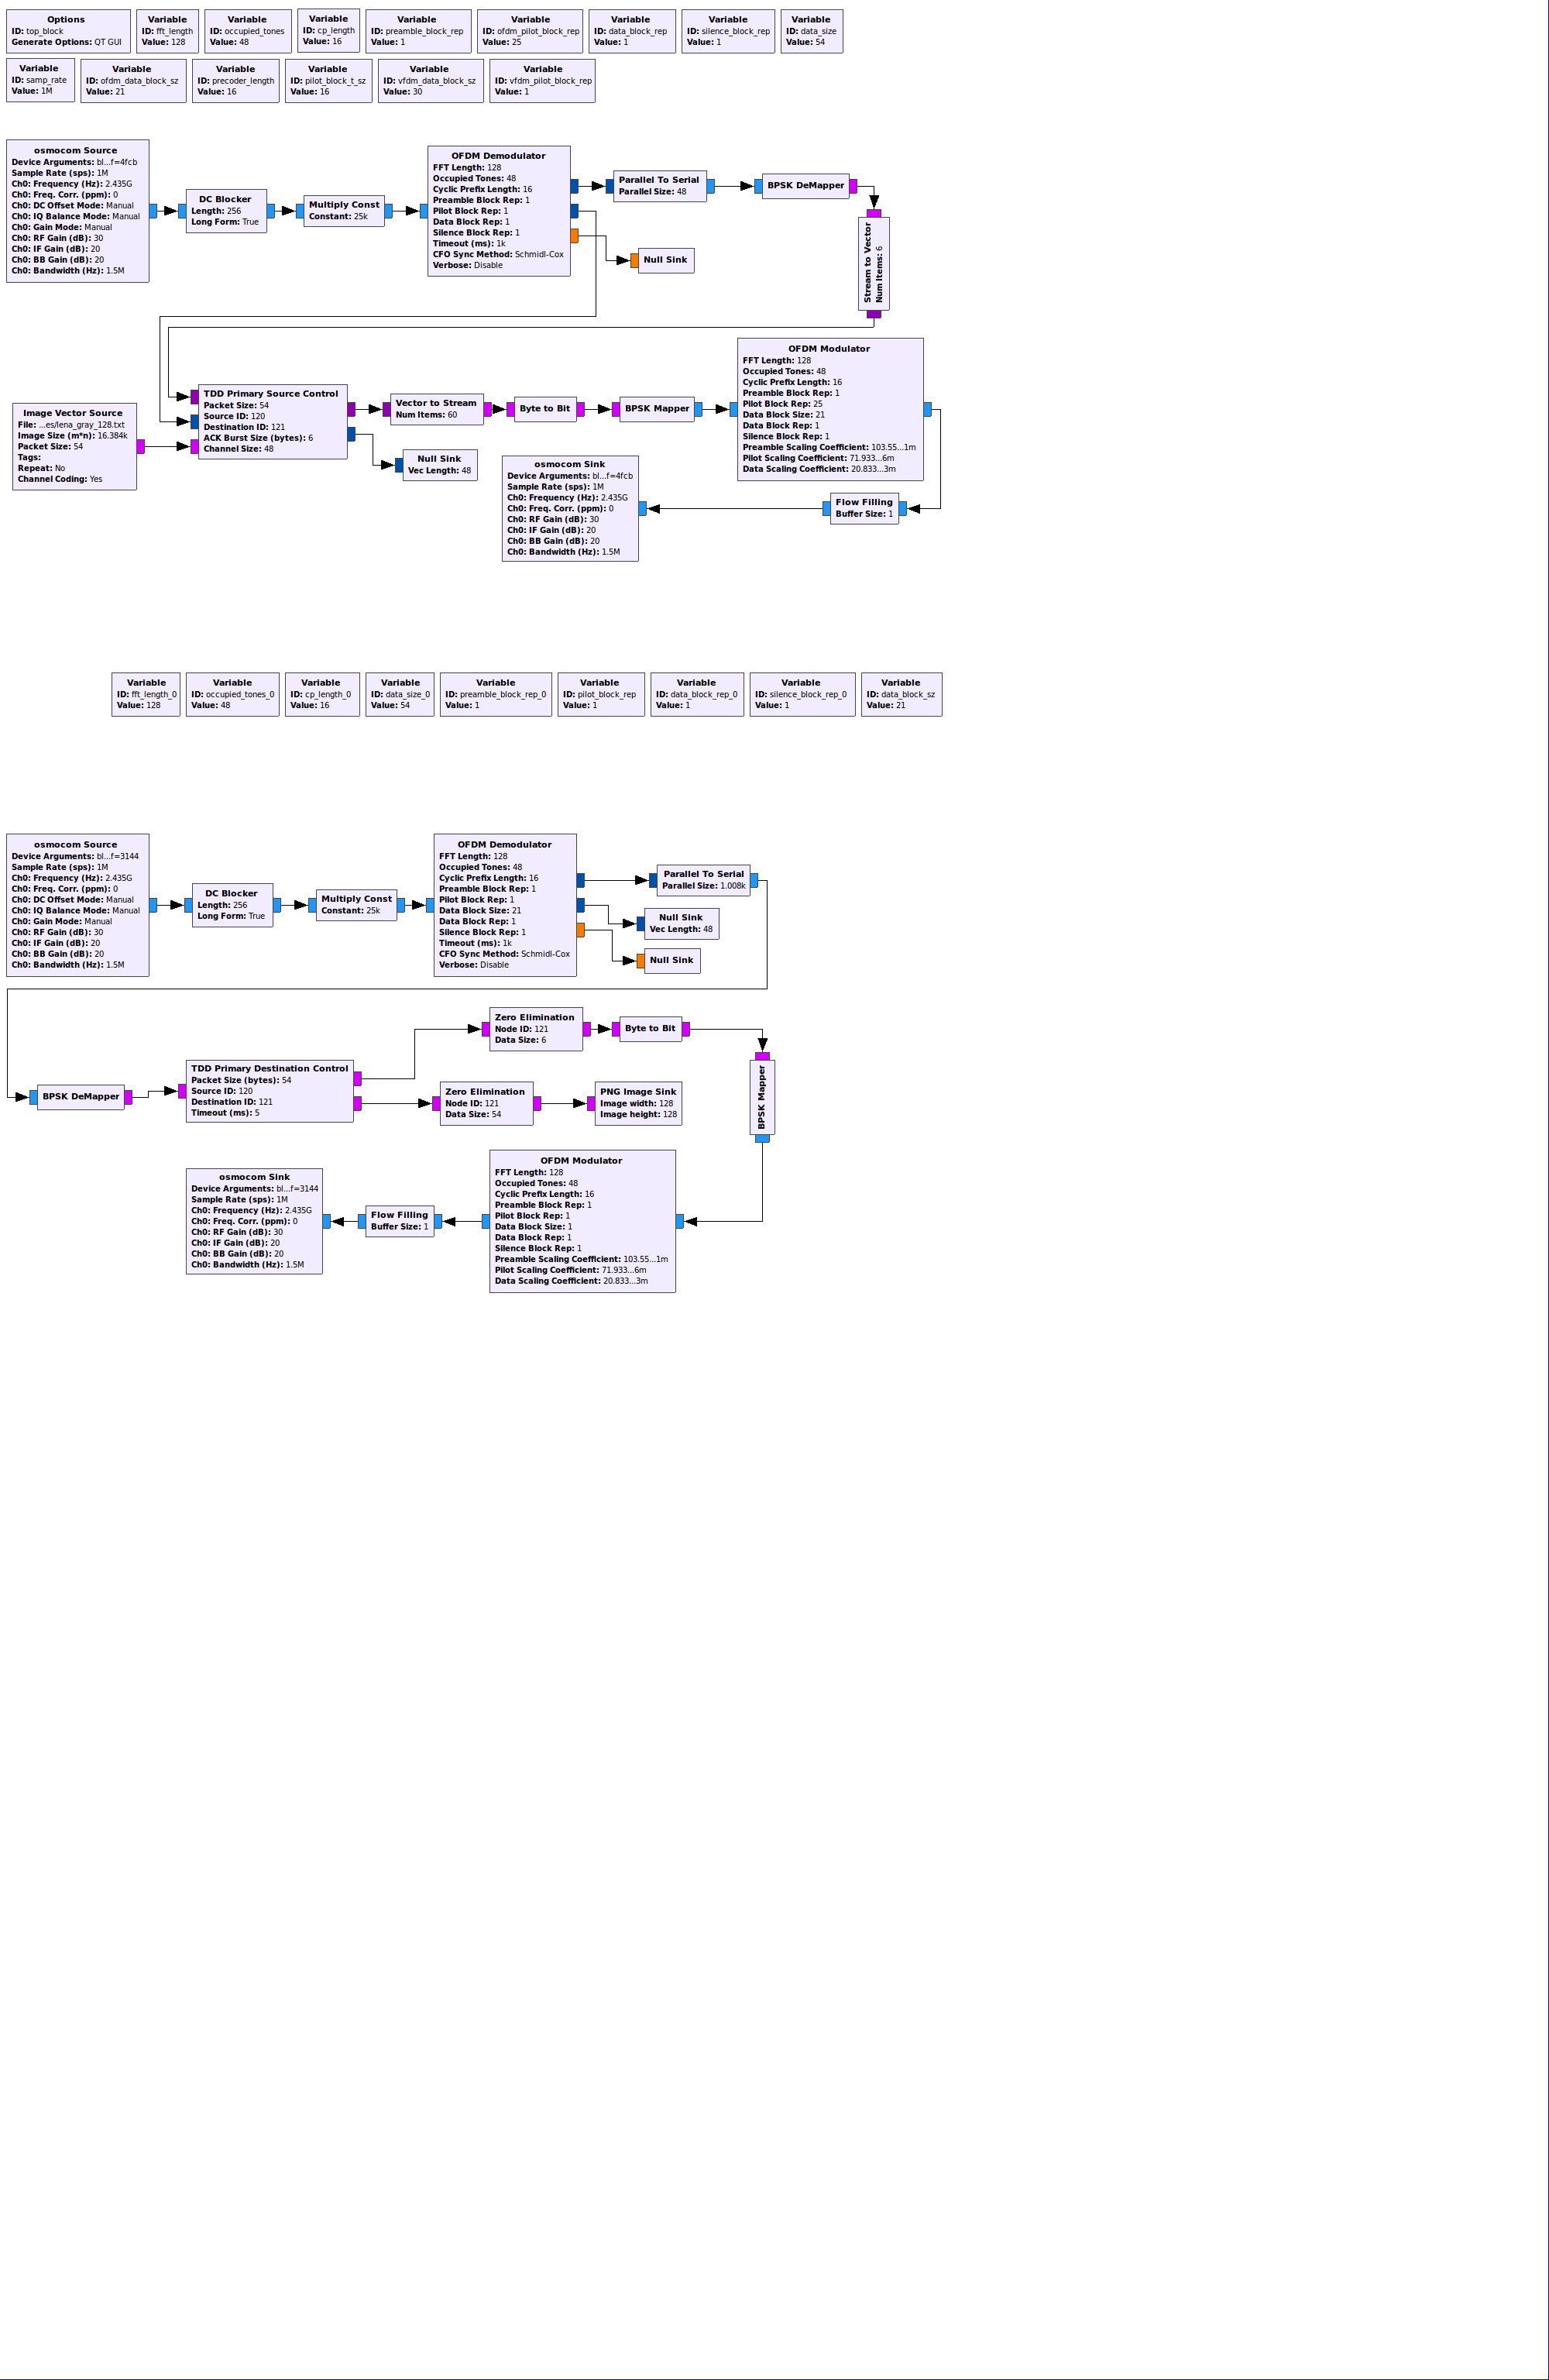 Options
ID: top_block
Generate Options: QT GUI
Variable
ID: fft_length
Value: 128
Variable
ID: occupied_tones
Value: 48
Variable
ID: cp_length
Value: 16
Variable
ID: preamble_block_rep
Value: 1
Variable
ID: ofdm_pilot_block_rep
Value: 25
Variable
ID: data_block_rep
Value: 1
Variable
ID: silence_block_rep
Value: 1
Variable
ID: data_size
Value: 54
Variable
ID: samp_rate
Value: 1M
Variable
ID: ofdm_data_block_sz
Value: 21
Variable
ID: precoder_length
Value: 16
Variable
ID: pilot_block_t_sz
Value: 16
Variable
ID: vfdm_data_block_sz
Value: 30
Variable
ID: vfdm_pilot_block_rep
Value: 1
osmocom Source
Device Arguments: bl...f=4fcb
Sample Rate (sps): 1M
Ch0: Frequency (Hz): 2.435G
Ch0: Freq. Corr. (ppm): 0
Ch0: DC Offset Mode: Manual
Ch0: IQ Balance Mode: Manual
Ch0: Gain Mode: Manual
Ch0: RF Gain (dB): 30
Ch0: IF Gain (dB): 20
Ch0: BB Gain (dB): 20
Ch0: Bandwidth (Hz): 1.5M
DC Blocker
Length: 256
Long Form: True
Multiply Const
Constant: 25k
OFDM Demodulator
FFT Length: 128
Occupied Tones: 48
Cyclic Prefix Length: 16
Preamble Block Rep: 1
Pilot Block Rep: 1
Data Block Rep: 1
Silence Block Rep: 1
Timeout (ms): 1k
CFO Sync Method: Schmidl-Cox
Verbose: Disable
Parallel To Serial
Parallel Size: 48
BPSK DeMapper
Null Sink
Stream to Vector
Num Items: 6
Image Vector Source
File: ...es/lena_gray_128.txt
Image Size (m*n): 16.384k
Packet Size: 54
Tags:
Repeat: No
Channel Coding: Yes
TDD Primary Source Control
Packet Size: 54
Source ID: 120
Destination ID: 121
ACK Burst Size (bytes): 6
Channel Size: 48
Vector to Stream
Num Items: 60
Byte to Bit
BPSK Mapper
Null Sink
Vec Length: 48
OFDM Modulator
FFT Length: 128
Occupied Tones: 48
Cyclic Prefix Length: 16
Preamble Block Rep: 1
Pilot Block Rep: 25
Data Block Size: 21
Data Block Rep: 1
Silence Block Rep: 1
Preamble Scaling Coefficient: 103.55...1m
Pilot Scaling Coefficient: 71.933...6m
Data Scaling Coefficient: 20.833...3m
osmocom Sink
Device Arguments: bl...f=4fcb
Sample Rate (sps): 1M
Ch0: Frequency (Hz): 2.435G
Ch0: Freq. Corr. (ppm): 0
Ch0: RF Gain (dB): 30
Ch0: IF Gain (dB): 20
Ch0: BB Gain (dB): 20
Ch0: Bandwidth (Hz): 1.5M
Flow Filling
Buffer Size: 1
Variable
ID: fft_length_0
Value: 128
Variable
ID: occupied_tones_0
Value: 48
Variable
ID: cp_length_0
Value: 16
Variable
ID: data_size_0
Value: 54
Variable
ID: preamble_block_rep_0
Value: 1
Variable
ID: pilot_block_rep
Value: 1
Variable
ID: data_block_rep_0
Value: 1
Variable
ID: silence_block_rep_0
Value: 1
Variable
ID: data_block_sz
Value: 21
osmocom Source
Device Arguments: bl...f=3144
Sample Rate (sps): 1M
Ch0: Frequency (Hz): 2.435G
Ch0: Freq. Corr. (ppm): 0
Ch0: DC Offset Mode: Manual
Ch0: IQ Balance Mode: Manual
Ch0: Gain Mode: Manual
Ch0: RF Gain (dB): 30
Ch0: IF Gain (dB): 20
Ch0: BB Gain (dB): 20
Ch0: Bandwidth (Hz): 1.5M
DC Blocker
Length: 256
Long Form: True
Multiply Const
Constant: 25k
OFDM Demodulator
FFT Length: 128
Occupied Tones: 48
Cyclic Prefix Length: 16
Preamble Block Rep: 1
Pilot Block Rep: 1
Data Block Size: 21
Data Block Rep: 1
Silence Block Rep: 1
Timeout (ms): 1k
CFO Sync Method: Schmidl-Cox
Verbose: Disable
Parallel To Serial
Parallel Size: 1.008k
Null Sink
Vec Length: 48
Null Sink
BPSK DeMapper
TDD Primary Destination Control
Packet Size (bytes): 54
Source ID: 120
Destination ID: 121
Timeout (ms): 5
Zero Elimination
Node ID: 121
Data Size: 6
Byte to Bit
Zero Elimination
Node ID: 121
Data Size: 54
PNG Image Sink
Image width: 128
Image height: 128
BPSK Mapper
osmocom Sink
Device Arguments: bl...f=3144
Sample Rate (sps): 1M
Ch0: Frequency (Hz): 2.435G
Ch0: Freq. Corr. (ppm): 0
Ch0: RF Gain (dB): 30
Ch0: IF Gain (dB): 20
Ch0: BB Gain (dB): 20
Ch0: Bandwidth (Hz): 1.5M
Flow Filling
Buffer Size: 1
OFDM Modulator
FFT Length: 128
Occupied Tones: 48
Cyclic Prefix Length: 16
Preamble Block Rep: 1
Pilot Block Rep: 1
Data Block Size: 1
Data Block Rep: 1
Silence Block Rep: 1
Preamble Scaling Coefficient: 103.55...1m
Pilot Scaling Coefficient: 71.933...6m
Data Scaling Coefficient: 20.833...3m